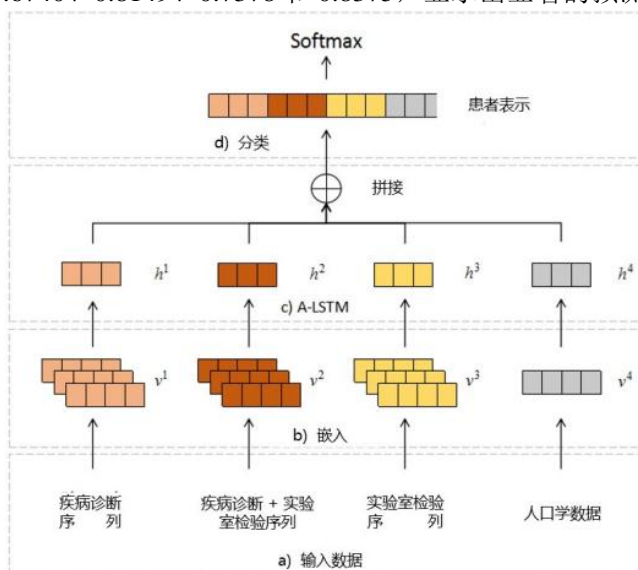 Softmax
患者表示
d) 分类
拼接
h¹ h² h³ h⁴
c) A-LSTM
v¹ v² v³ v⁴
b) 嵌入
疾病诊断 疾病诊断 + 实验 实验室检验 人口学数据
序 列 室检验序列 序 列
a) 输入数据